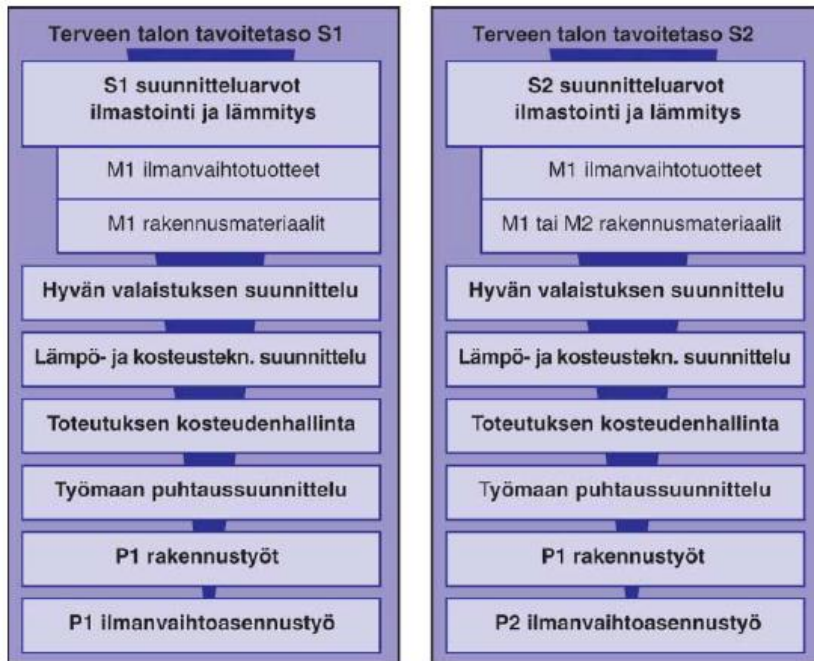 Terveen talon tavoitetaso S1
S1 suunnitteluarvot
ilmastointi ja lämmitys
M1 ilmanvaihtotuotteet
M1 rakennusmateriaalit
Hyvän valaistuksen suunnittelu
Lämpö- ja kosteustekn. suunnittelu
Toteutuksen kosteudenhallinta
Työmaan puhtaussuunnittelu
P1 rakennustyöt
P1 ilmanvaihtoasennustyö
Terveen talon tavoitetaso S2
S2 suunnitteluarvot
ilmastointi ja lämmitys
M1 ilmanvaihtotuotteet
M1 tai M2 rakennusmateriaalit
Hyvän valaistuksen suunnittelu
Lämpö- ja kosteustekn. suunnittelu
Toteutuksen kosteudenhallinta
Työmaan puhtaussuunnittelu
P1 rakennustyöt
P2 ilmanvaihtoasennustyö